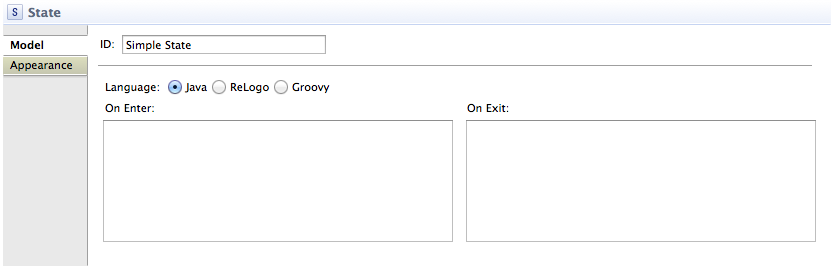 S State
Model
Appearance
ID: Simple State
Language: Java ReLogo Groovy
On Enter: On Exit: